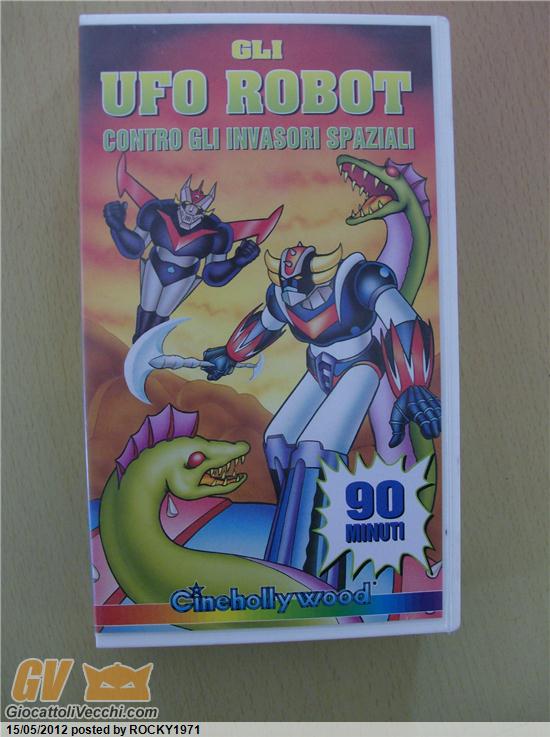 GLI
UFO ROBOT
CONTRO GLI INVASORI SPAZIALI
90
MINUTI
Cinehollywood
GV
GiocattoliVecchi.com
15/05/2012 posted by ROCKY1971